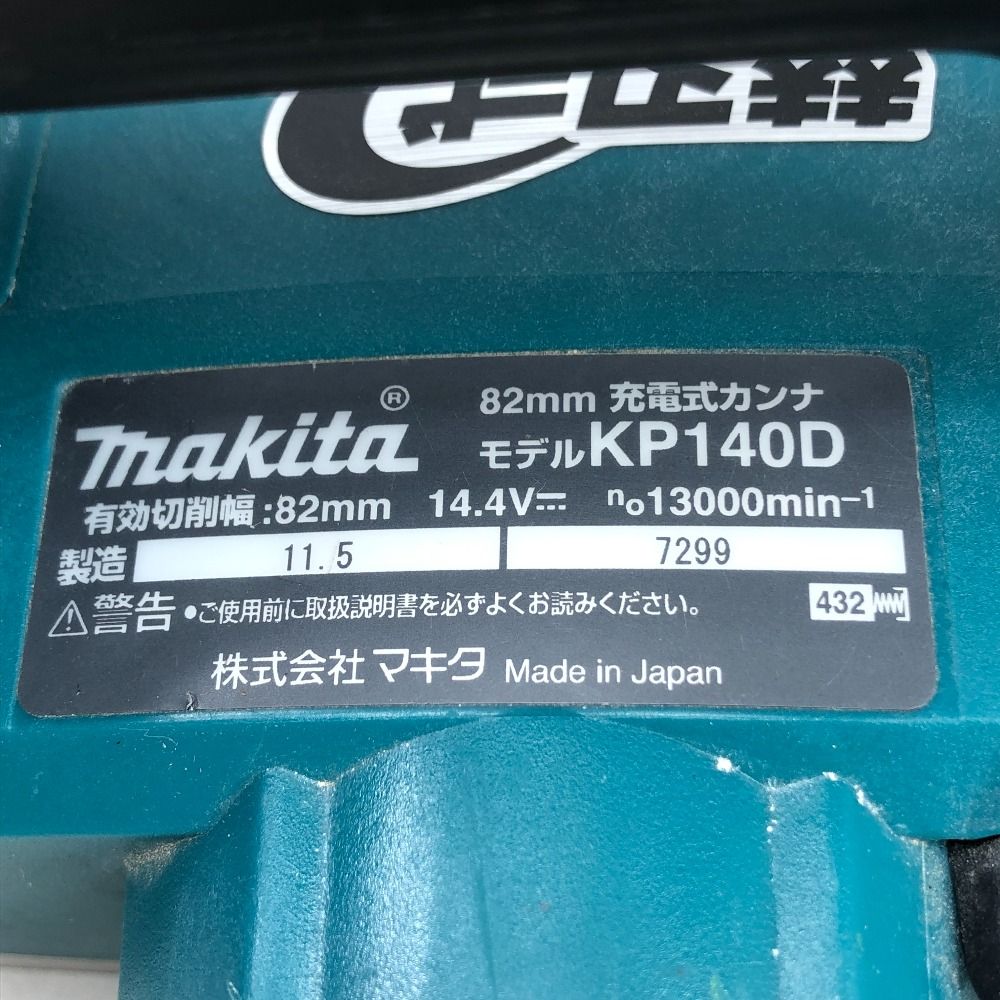 makita®
82mm 充電式カンナ
モデルKP140D
有効切削幅:82mm 14.4V⎓ no13000min-1
製造 11.5 7299
⚠警告 •ご使用前に取扱説明書を必ずよくお読みください。
432
株式会社 マキタ Made in Japan